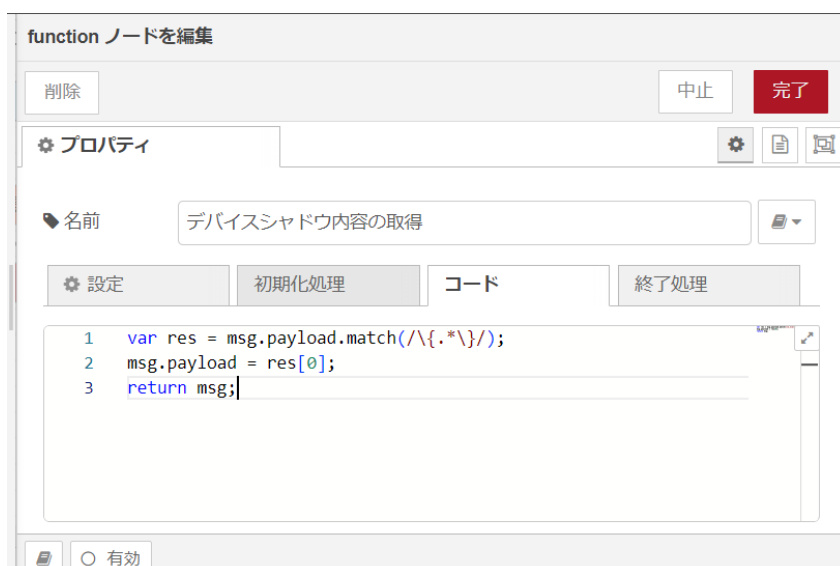 function ノードを編集
削除
中止
完了
プロパティ
名前
デバイスシャドウ内容の取得
設定
初期化処理
コード
終了処理
1 var res = msg.payload.match(/\{.*\}/);
2 msg.payload = res[0];
3 return msg;
有効